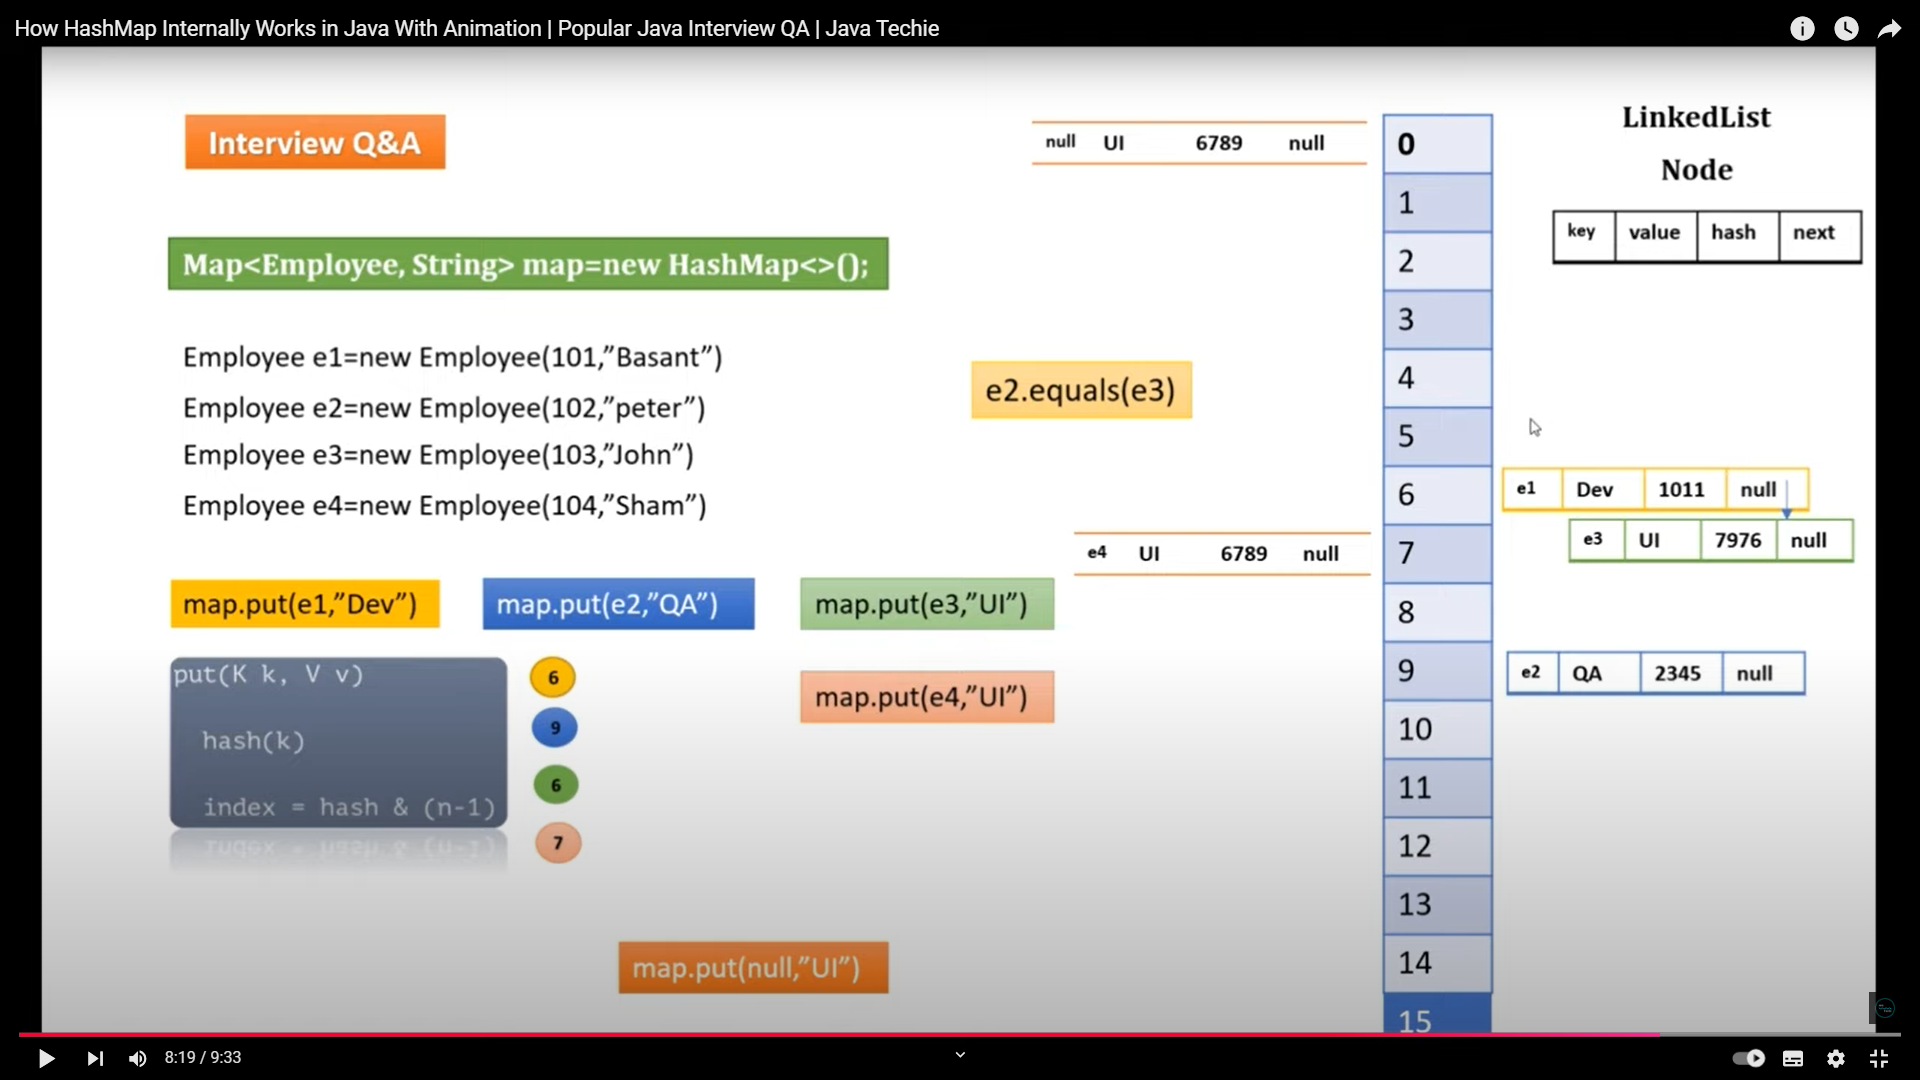 How HashMap Internally Works in Java With Animation | Popular Java Interview QA | Java Techie
Interview Q&A
Map<Employee, String> map=new HashMap<>();
Employee e1=new Employee(101,”Basant”)
Employee e2=new Employee(102,”peter”)
Employee e3=new Employee(103,”John”)
Employee e4=new Employee(104,”Sham”)
map.put(e1,”Dev”)
map.put(e2,”QA”)
map.put(e3,”UI”)
map.put(e4,”UI”)
put(K k, V v)
hash(k)
index = hash & (n-1)
6
9
6
7
map.put(null,”UI”)
e2.equals(e3)
null UI 6789 null
e4 UI 6789 null
0
1
2
3
4
5
6
7
8
9
10
11
12
13
14
15
LinkedList
Node
key value hash next
e1 Dev 1011 null
e3 UI 7976 null
e2 QA 2345 null
8:19 / 9:33